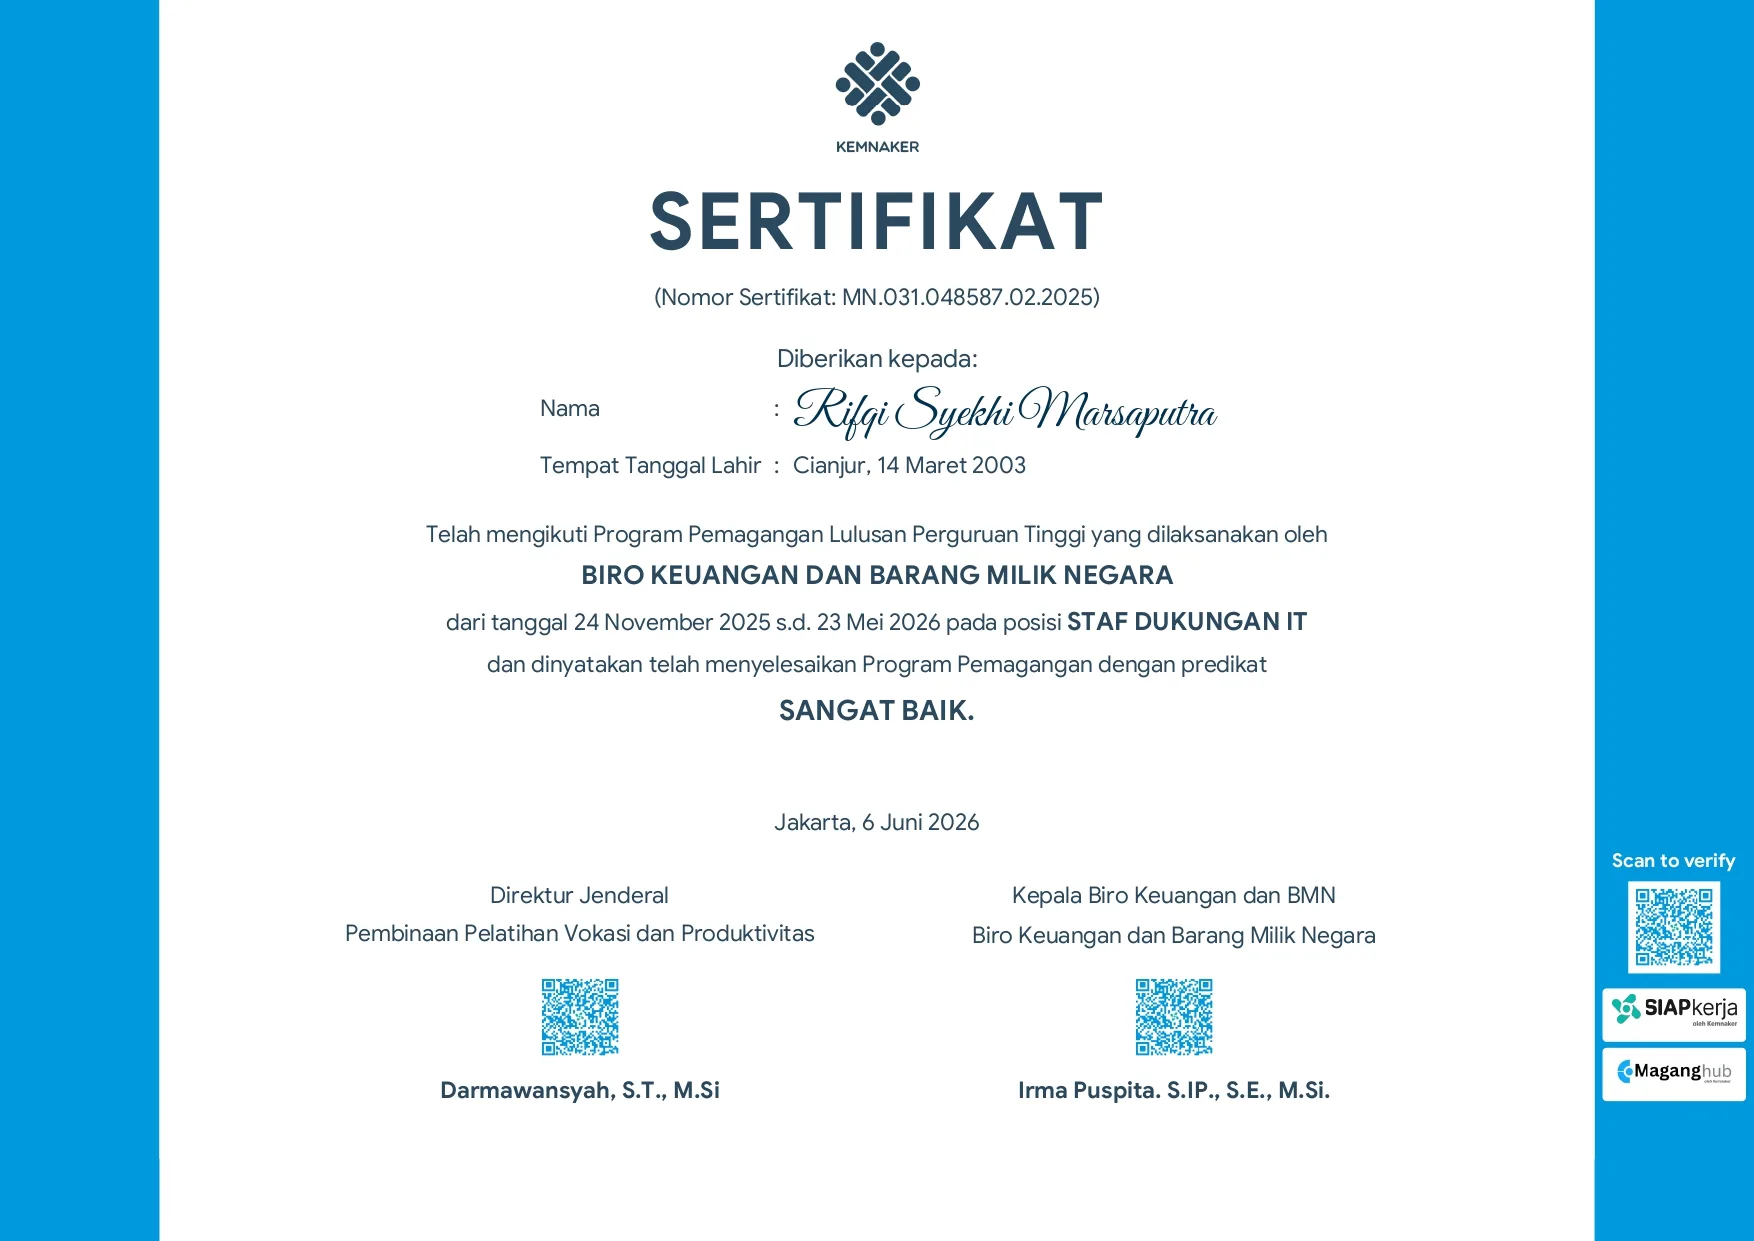 KEMNAKER
SERTIFIKAT
(Nomor Sertifikat: MN.031.048587.02.2025)
Diberikan kepada:
Nama : Rifqi Syekhi Marsaputra
Tempat Tanggal Lahir : Cianjur, 14 Maret 2003
Telah mengikuti Program Pemagangan Lulusan Perguruan Tinggi yang dilaksanakan oleh
BIRO KEUANGAN DAN BARANG MILIK NEGARA
dari tanggal 24 November 2025 s.d. 23 Mei 2026 pada posisi STAF DUKUNGAN IT
dan dinyatakan telah menyelesaikan Program Pemagangan dengan predikat
SANGAT BAIK.
Jakarta, 6 Juni 2026
Direktur Jenderal
Pembinaan Pelatihan Vokasi dan Produktivitas
Darmawansyah, S.T., M.Si
Kepala Biro Keuangan dan BMN
Biro Keuangan dan Barang Milik Negara
Irma Puspita. S.IP., S.E., M.Si.
Scan to verify
SIAPkerja
oleh Kemnaker
Maganghub
oleh Kemnaker